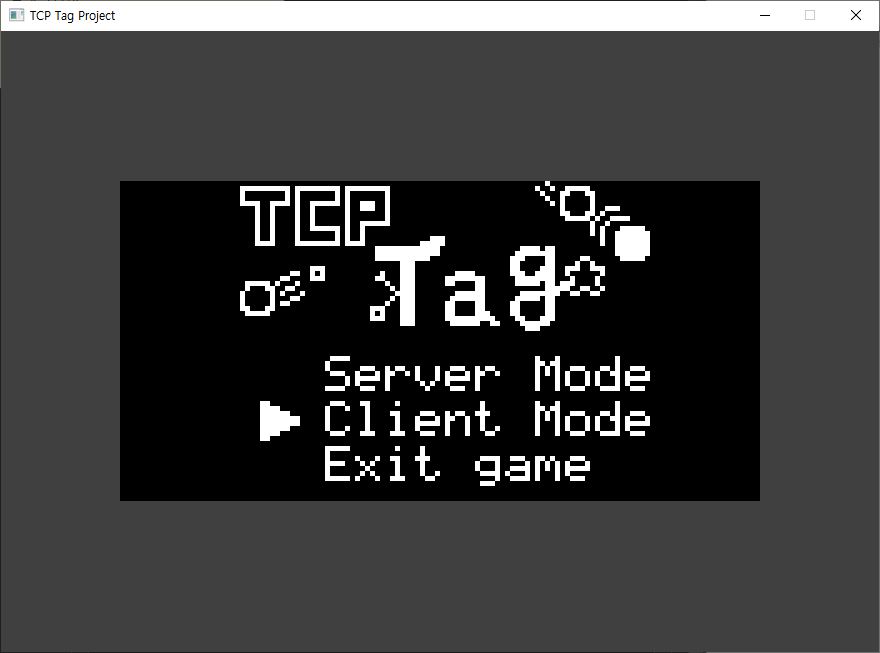 TCP Tag Project
TCP
Tag
Server Mode
Client Mode
Exit game